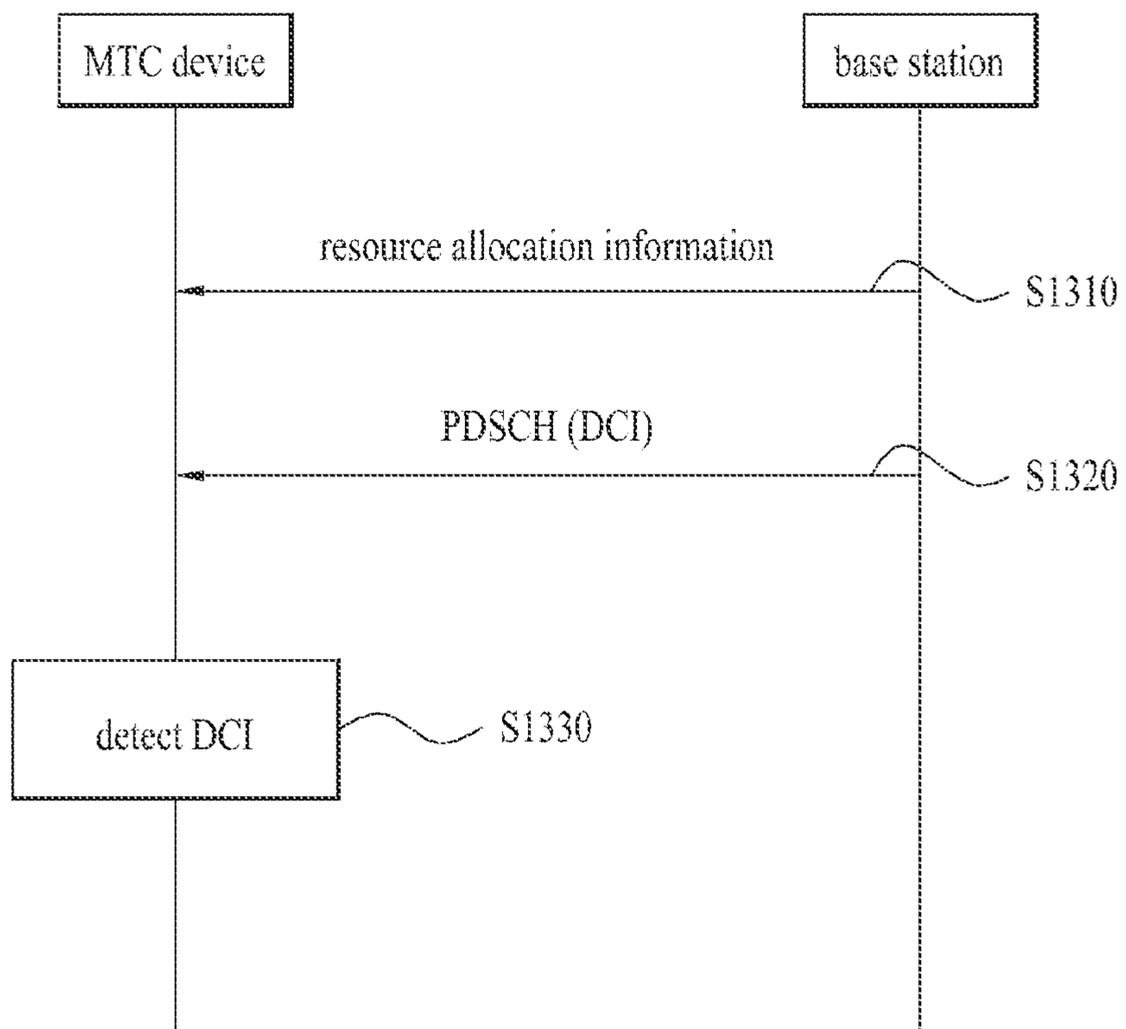 MTC device
base station
resource allocation information
S1310
PDSCH (DCI)
S1320
detect DCI
S1330